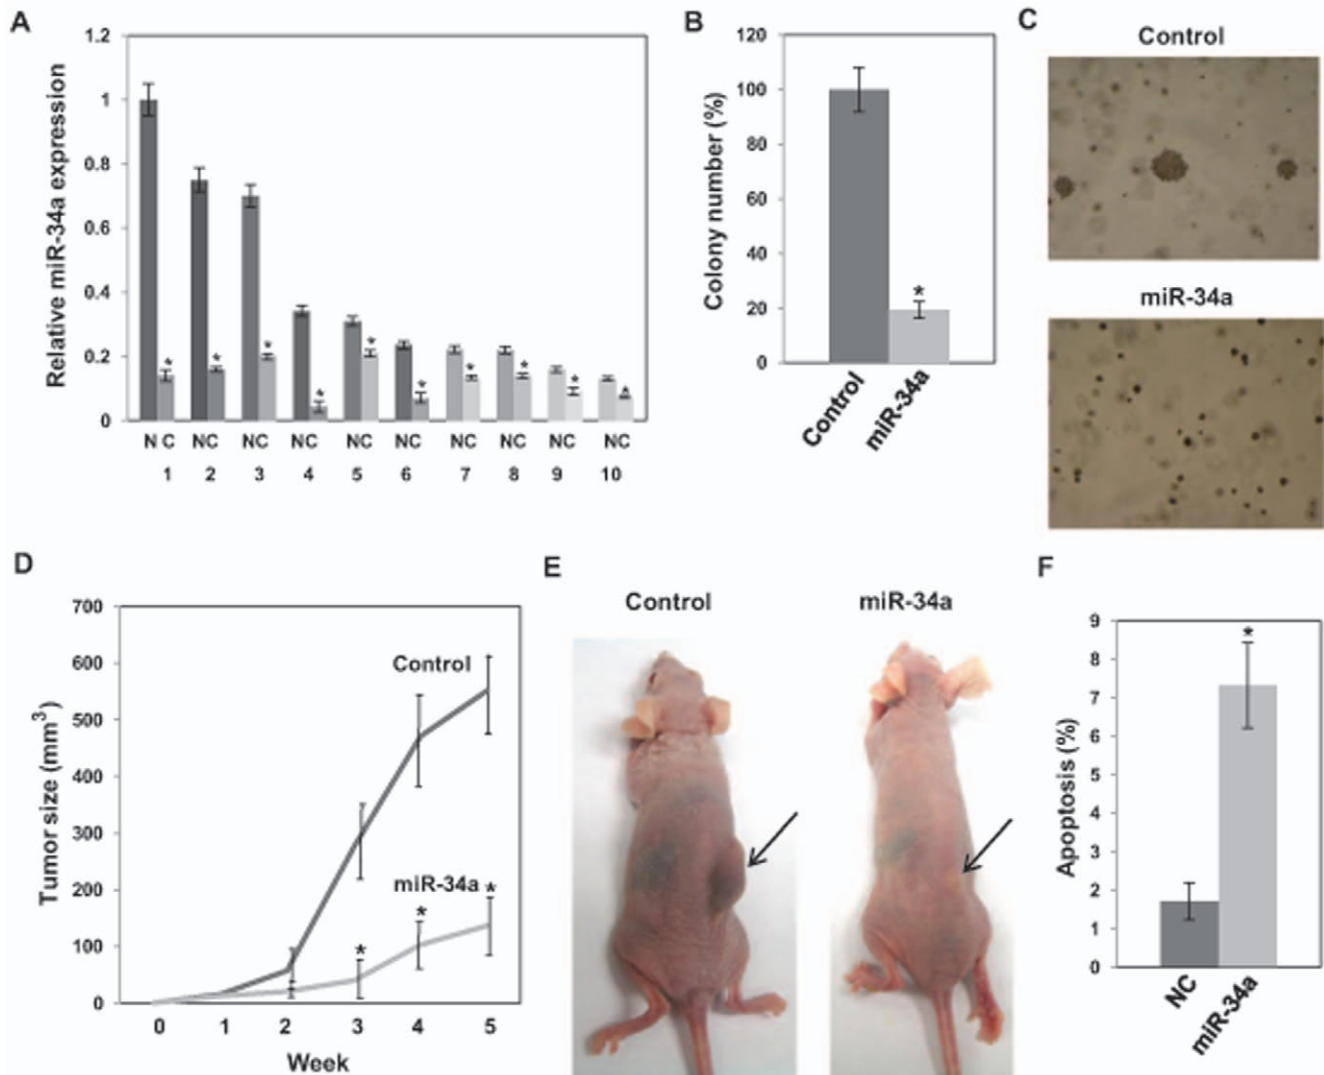 A
1.2
1
0.8
0.6
0.4
0.2
0
Relative miR-34a expression
* * * * * * * * * *
N C NC NC NC NC NC NC NC NC NC
1 2 3 4 5 6 7 8 9 10
B
120
100
80
60
40
20
0
Colony number (%)
*
Control miR-34a
C
Control
miR-34a
D
700
600
500
400
300
200
100
0
Tumor size (mm³)
Control
miR-34a
* * *
0 1 2 3 4 5
Week
E
Control miR-34a
F
9
8
7
6
5
4
3
2
1
0
Apoptosis (%)
*
NC miR-34a